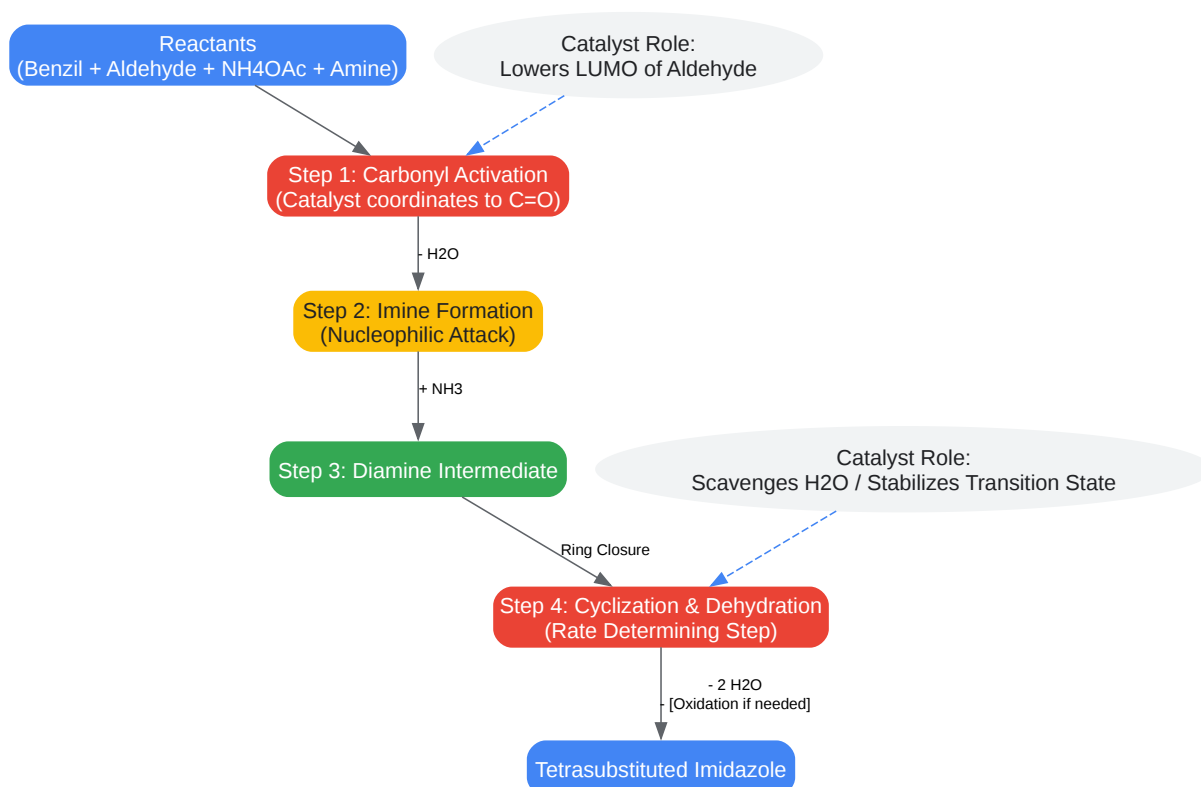 Reactants
(Benzil + Aldehyde + NH4OAc + Amine)
Catalyst Role:
Lowers LUMO of Aldehyde
Step 1: Carbonyl Activation
(Catalyst coordinates to C=O)
- H2O
Step 2: Imine Formation
(Nucleophilic Attack)
+ NH3
Step 3: Diamine Intermediate
Catalyst Role:
Scavenges H2O / Stabilizes Transition State
Ring Closure
Step 4: Cyclization & Dehydration
(Rate Determining Step)
- 2 H2O
- [Oxidation if needed]
Tetrasubstituted Imidazole